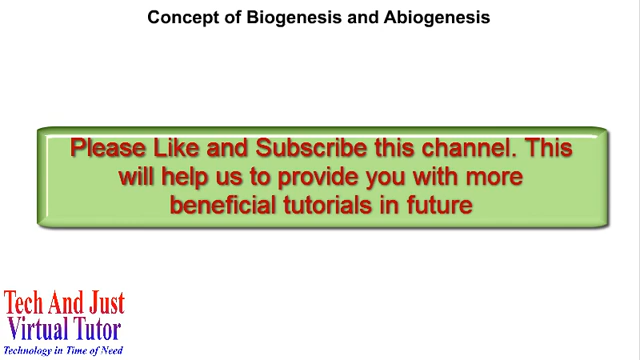 Concept of Biogenesis and Abiogenesis
Please Like and Subscribe this channel. This
will help us to provide you with more
beneficial tutorials in future
Tech And Just
Virtual Tutor
Technology in Time of Need